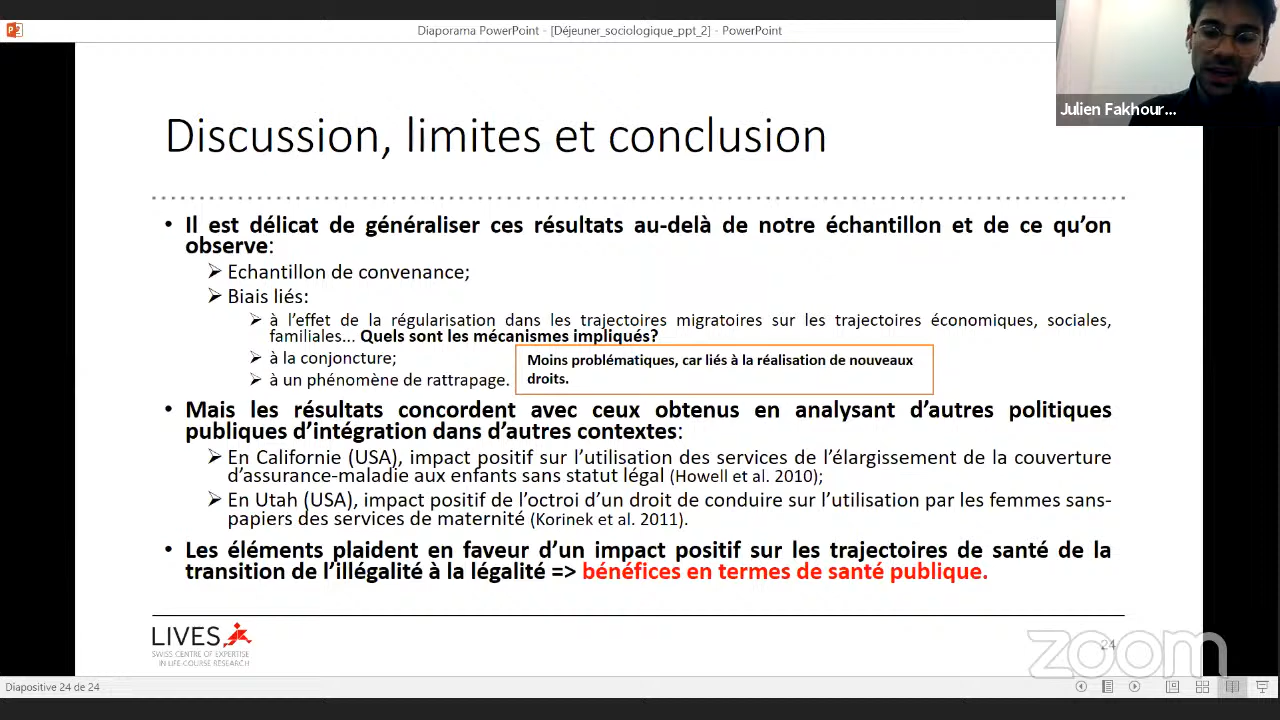 Diaporama PowerPoint - [Déjeuner_sociologique_ppt_2] - PowerPoint
Julien Fakhour...
Discussion, limites et conclusion
• Il est délicat de généraliser ces résultats au-delà de notre échantillon et de ce qu'on
observe:
➢ Echantillon de convenance;
➢ Biais liés:
➢ à l'effet de la régularisation dans les trajectoires migratoires sur les trajectoires économiques, sociales,
familiales... Quels sont les mécanismes impliqués?
➢ à la conjoncture;
➢ à un phénomène de rattrapage.
Moins problématiques, car liés à la réalisation de nouveaux
droits.
• Mais les résultats concordent avec ceux obtenus en analysant d'autres politiques
publiques d'intégration dans d'autres contextes:
➢ En Californie (USA), impact positif sur l'utilisation des services de l'élargissement de la couverture
d'assurance-maladie aux enfants sans statut légal (Howell et al. 2010);
➢ En Utah (USA), impact positif de l'octroi d'un droit de conduire sur l'utilisation par les femmes sans-
papiers des services de maternité (Korinek et al. 2011).
• Les éléments plaident en faveur d'un impact positif sur les trajectoires de santé de la
transition de l'illégalité à la légalité => bénéfices en termes de santé publique.
LIVES
SWISS CENTRE OF EXPERTISE
IN LIFE COURSE RESEARCH
24
zoom
Diapositive 24 de 24